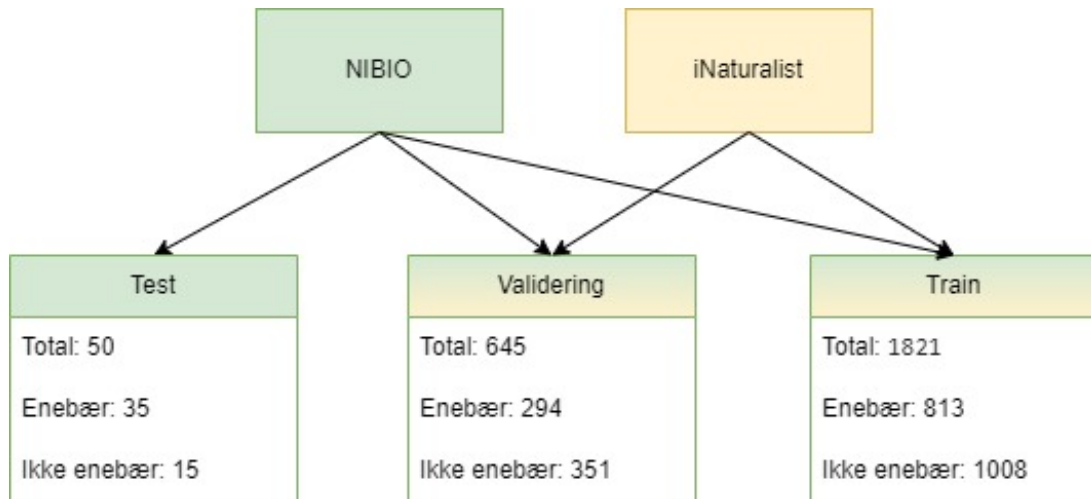 NIBIO
iNaturalist
Test
Total: 50
Enebær: 35
Ikke enebær: 15
Validering
Total: 645
Enebær: 294
Ikke enebær: 351
Train
Total: 1821
Enebær: 813
Ikke enebær: 1008